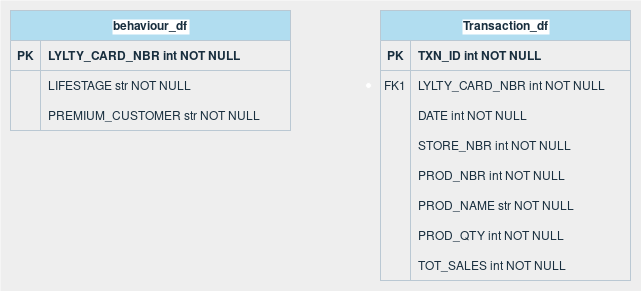 behaviour_df
PK LYLTY_CARD_NBR int NOT NULL
LIFESTAGE str NOT NULL
PREMIUM_CUSTOMER str NOT NULL
Transaction_df
PK TXN_ID int NOT NULL
FK1 LYLTY_CARD_NBR int NOT NULL
DATE int NOT NULL
STORE_NBR int NOT NULL
PROD_NBR int NOT NULL
PROD_NAME str NOT NULL
PROD_QTY int NOT NULL
TOT_SALES int NOT NULL